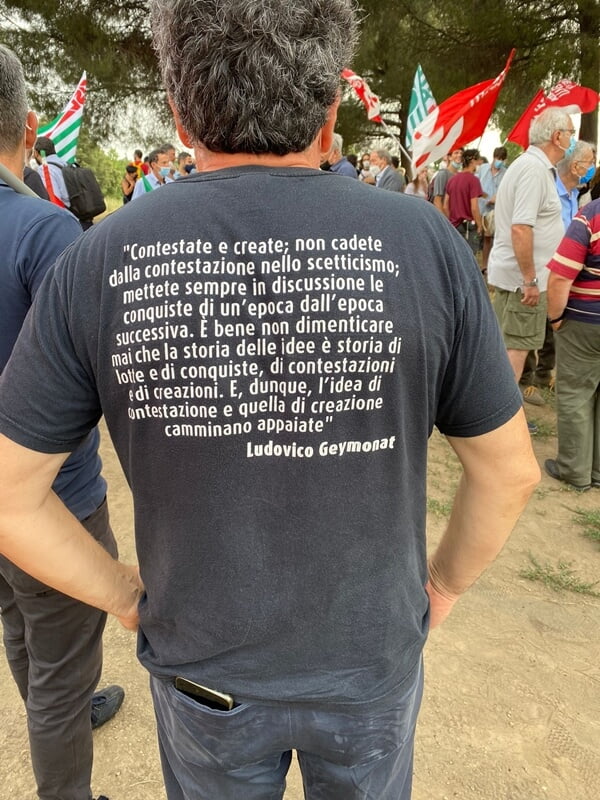 "Contestate e create; non cadete
dalla contestazione nello scetticismo;
mettete sempre in discussione le
conquiste di un'epoca dall'epoca
successiva. È bene non dimenticare
mai che la storia delle idee è storia di
lotte e di conquiste, di contestazioni
e di creazioni. E, dunque, l'idea di
contestazione e quella di creazione
camminano appaiate"
Ludovico Geymonat